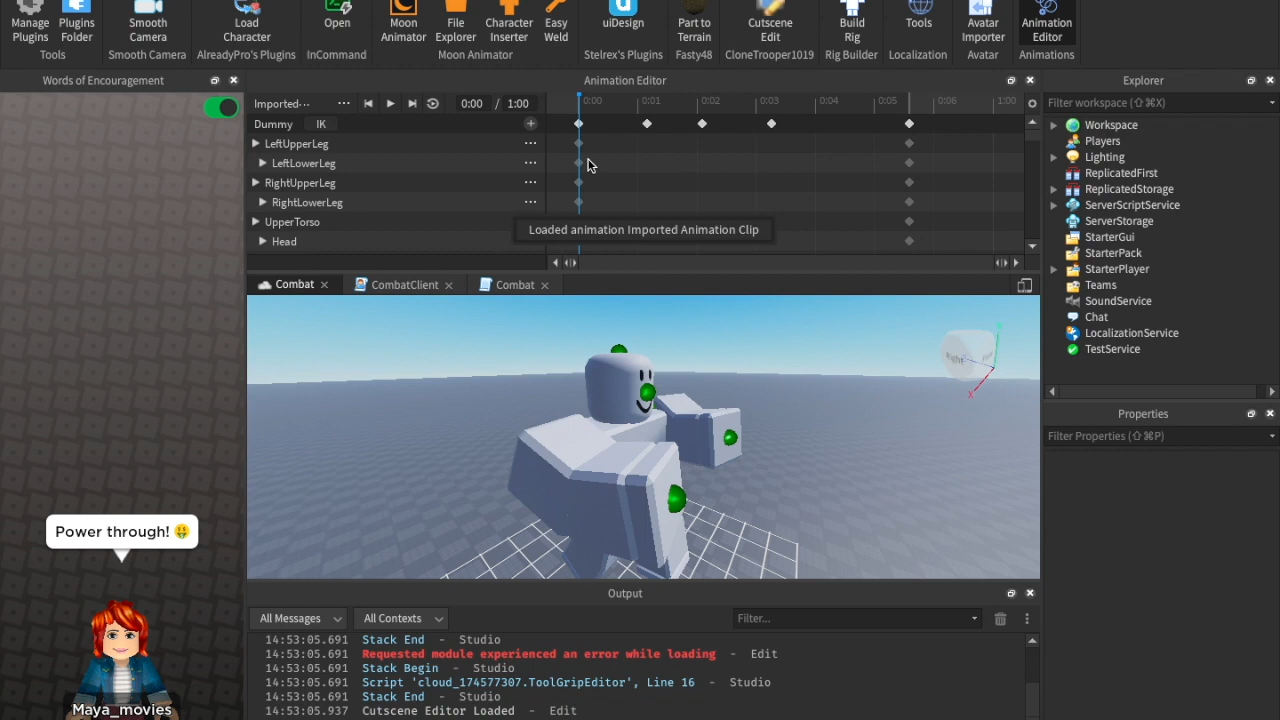 Manage Plugins
Plugins Folder
Tools
Smooth Camera
Smooth Camera
Load Character
AlreadyPro's Plugins
Open
InCommand
Moon Animator
File Explorer
Character Inserter
Easy Weld
Moon Animator
uiDesign
Stelrex's Plugins
Part to Terrain
Fasty48
Cutscene Edit
CloneTrooper1019
Build Rig
Rig Builder
Tools
Localization
Avatar Importer
Avatar
Animation Editor
Animations
Words of Encouragement
Animation Editor
Explorer
Imported··· ··· 0:00 / 1:00
0:00 0:01 0:02 0:03 0:04 0:05 0:06 1:00
Filter workspace (⇧⌘X)
Dummy IK
LeftUpperLeg ···
LeftLowerLeg ···
RightUpperLeg ···
RightLowerLeg ···
UpperTorso
Head
Loaded animation Imported Animation Clip
Workspace
Players
Lighting
ReplicatedFirst
ReplicatedStorage
ServerScriptService
ServerStorage
StarterGui
StarterPack
StarterPlayer
Teams
SoundService
Chat
LocalizationService
TestService
Combat
CombatClient
Combat
Right
X
Properties
Filter Properties (⇧⌘P)
Power through! 🤑
Maya_movies
Output
All Messages
All Contexts
Filter...
14:53:05.691 Stack End - Studio
14:53:05.691 Requested module experienced an error while loading - Edit
14:53:05.691 Stack Begin - Studio
14:53:05.691 Script 'cloud_174577307.ToolGripEditor', Line 16 - Studio
14:53:05.691 Stack End - Studio
14:53:05.937 Cutscene Editor Loaded - Edit